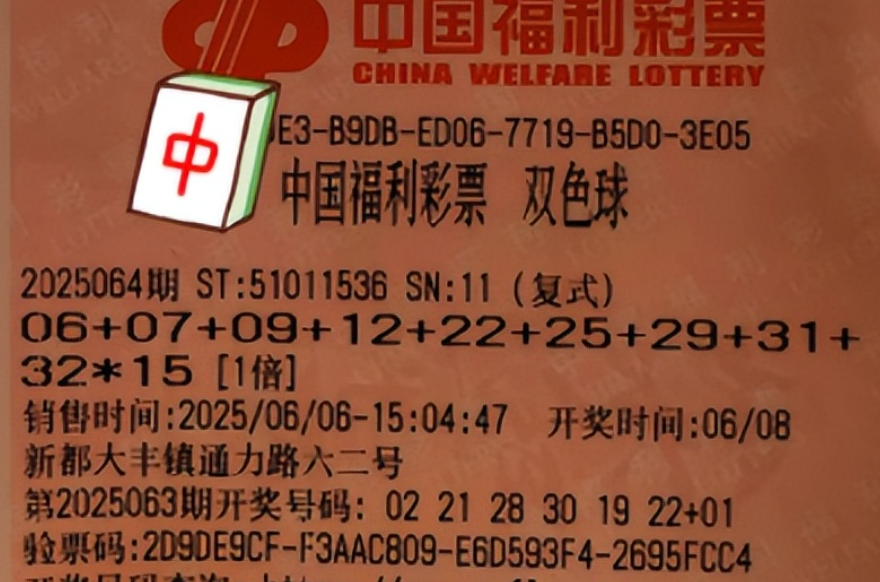 中国福利彩票
CHINA WELFARE LOTTERY
中
E3-B9DB-ED06-7719-B5D0-3E05
中国福利彩票 双色球
2025064期 ST:51011536 SN:11 (复式)
06+07+09+12+22+25+29+31+
32*15 [1倍]
销售时间:2025/06/06-15:04:47 开奖时间:06/08
新都大丰镇通力路六二号
第2025063期开奖号码: 02 21 28 30 19 22+01
验票码:2D9DE9CF-F3AAC809-E6D593F4-2695FCC4